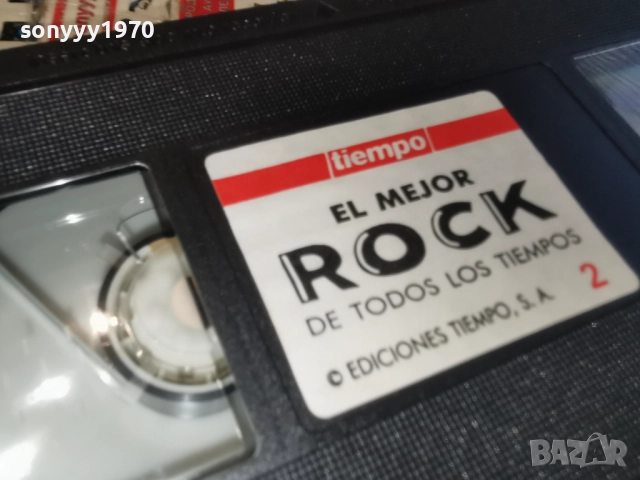 sonyyy1970
tiempo
EL MEJOR
ROCK
DE TODOS LOS TIEMPOS
2
© EDICIONES TIEMPO, S. A.
BAZAR